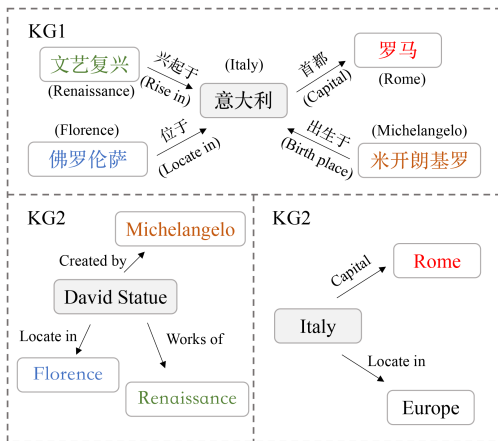 KG1
文艺复兴
(Renaissance)
兴起于
(Rise in)
(Italy)
意大利
首都
(Capital)
罗马
(Rome)
(Florence)
佛罗伦萨
位于
(Locate in)
出生于
(Birth place)
(Michelangelo)
米开朗基罗
KG2
Michelangelo
Created by
David Statue
Locate in
Works of
Florence
Renaissance
KG2
Capital
Rome
Italy
Locate in
Europe